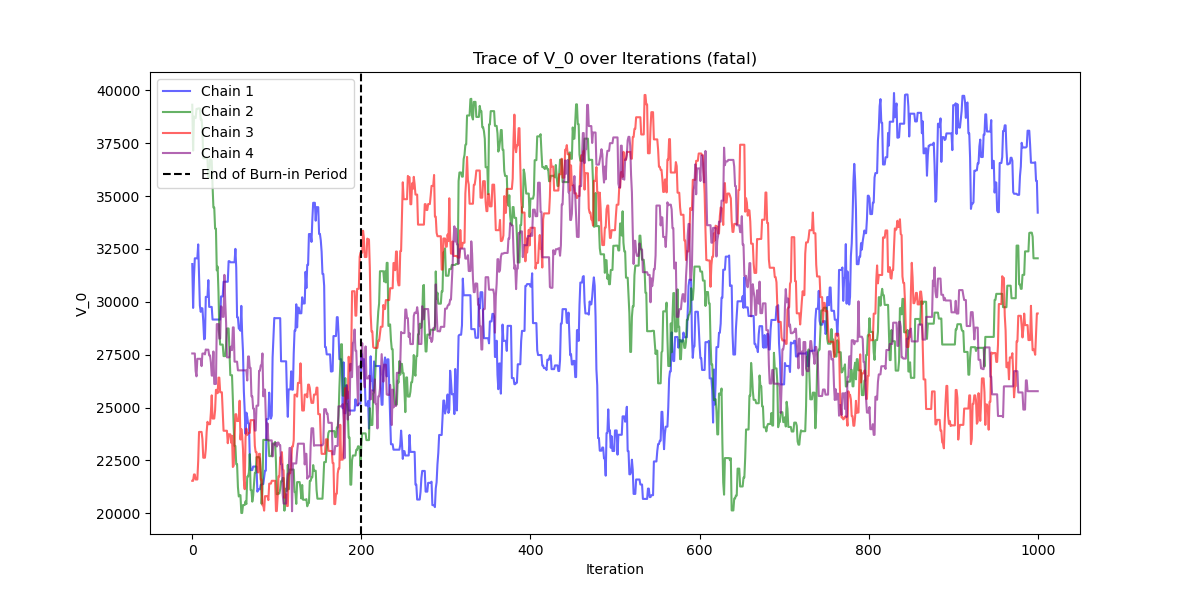 Trace of V_0 over Iterations (fatal)
40000
37500
35000
32500
30000
27500
25000
22500
20000
V_0
Chain 1
Chain 2
Chain 3
Chain 4
End of Burn-in Period
0
200
400
600
800
1000
Iteration